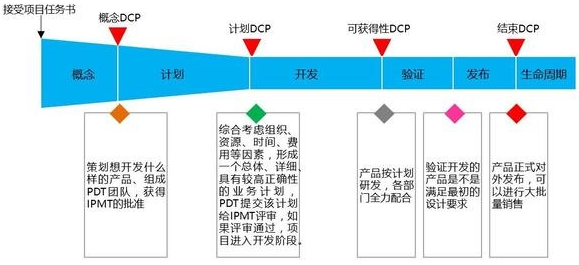 接受项目任务书
概念DCP
计划DCP
可获得性DCP
结束DCP
概念
计划
开发
验证
发布
生命周期
策划想开发什么
样的产品、组成
PDT团队，获得
IPMT的批准
综合考虑组织、
资源、时间、费
用等因素，形成
一个总体、详细、
具有较高正确性
的业务计划，
PDT提交该计划
给IPMT评审，如
果评审通过，项
目进入开发阶段。
产品按计划
研发，各部
门全力配合
验证开发的
产品是不是
满足最初的
设计要求
产品正式对
外发布，可
以进行大批
量销售